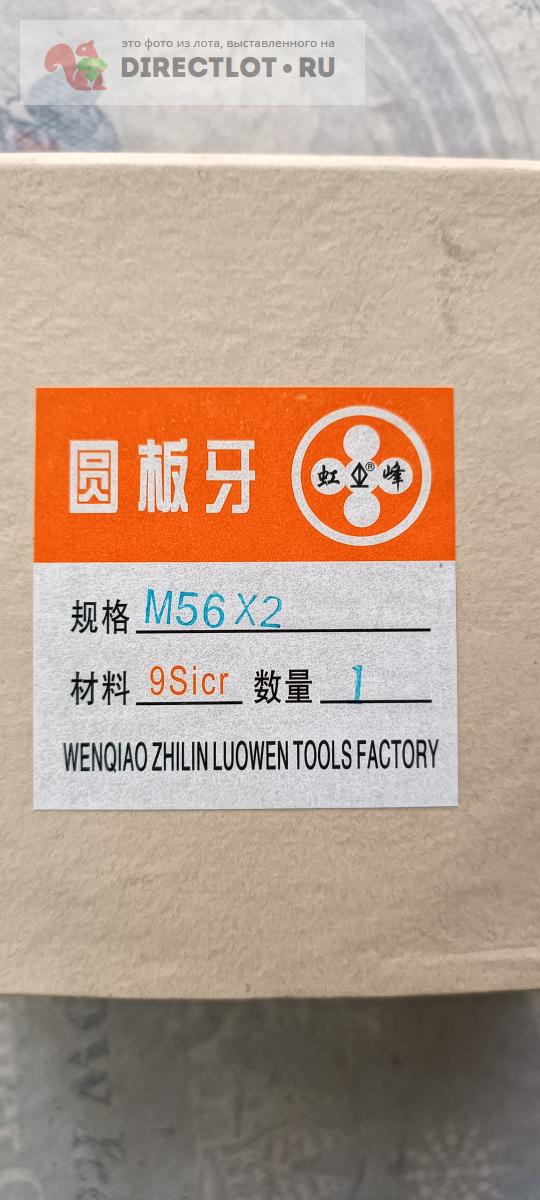 это фото из лота, выставленного на
DIRECTLOT•RU
圆板牙
虹 ® 峰
规格 M56X2
材料 9Sicr 数量 1
WENQIAO ZHILIN LUOWEN TOOLS FACTORY